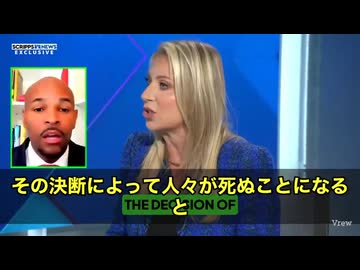 SCRIPPS NEWS
EXCLUSIVE
その決断によって人々が死ぬことになる
と
THE DECISION OF
Vrew